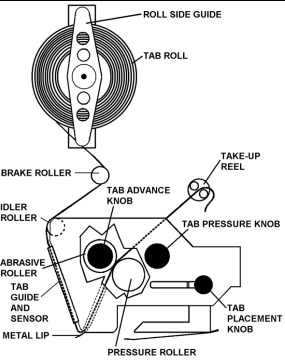 ROLL SIDE GUIDE
TAB ROLL
BRAKE ROLLER
TAB ADVANCE
KNOB
TAKE-UP
REEL
IDLER
ROLLER
TAB PRESSURE KNOB
ABRASIVE
ROLLER
TAB
GUIDE
AND
SENSOR
METAL LIP
TAB
PLACEMENT
KNOB
PRESSURE ROLLER